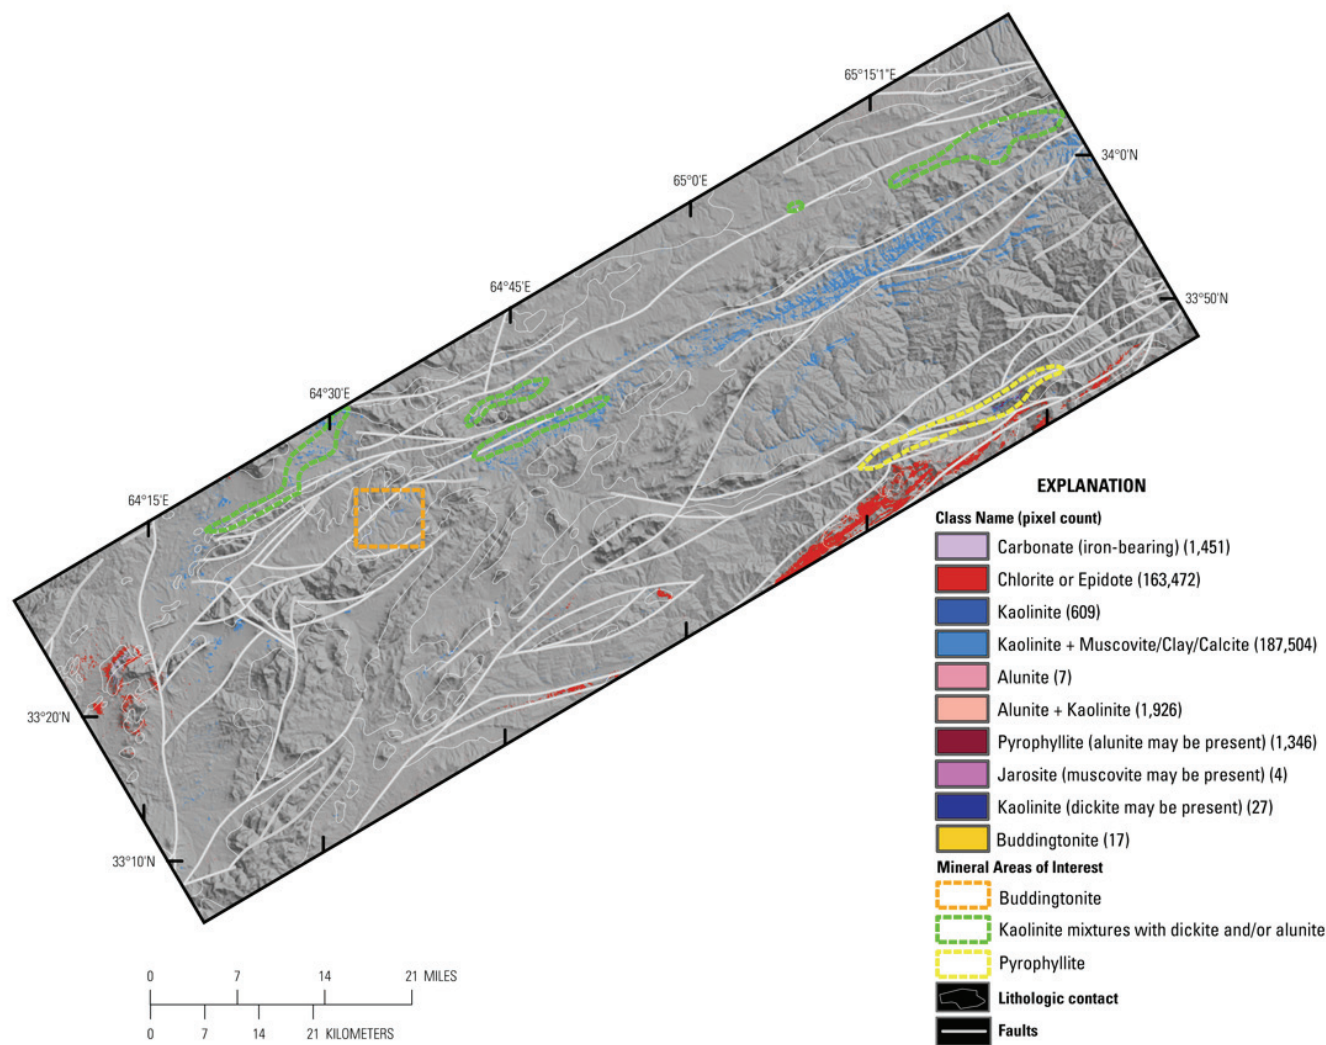 65°15'1"E
34°0'N
65°0'E
33°50'N
64°45'E
64°30'E
64°15'E
33°20'N
33°10'N
EXPLANATION
Class Name (pixel count)
Carbonate (iron-bearing) (1,451)
Chlorite or Epidote (163,472)
Kaolinite (609)
Kaolinite + Muscovite/Clay/Calcite (187,504)
Alunite (7)
Alunite + Kaolinite (1,926)
Pyrophyllite (alunite may be present) (1,346)
Jarosite (muscovite may be present) (4)
Kaolinite (dickite may be present) (27)
Buddingtonite (17)
Mineral Areas of Interest
Buddingtonite
Kaolinite mixtures with dickite and/or alunite
Pyrophyllite
Lithologic contact
Faults
0 7 14 21 MILES
0 7 14 21 KILOMETERS